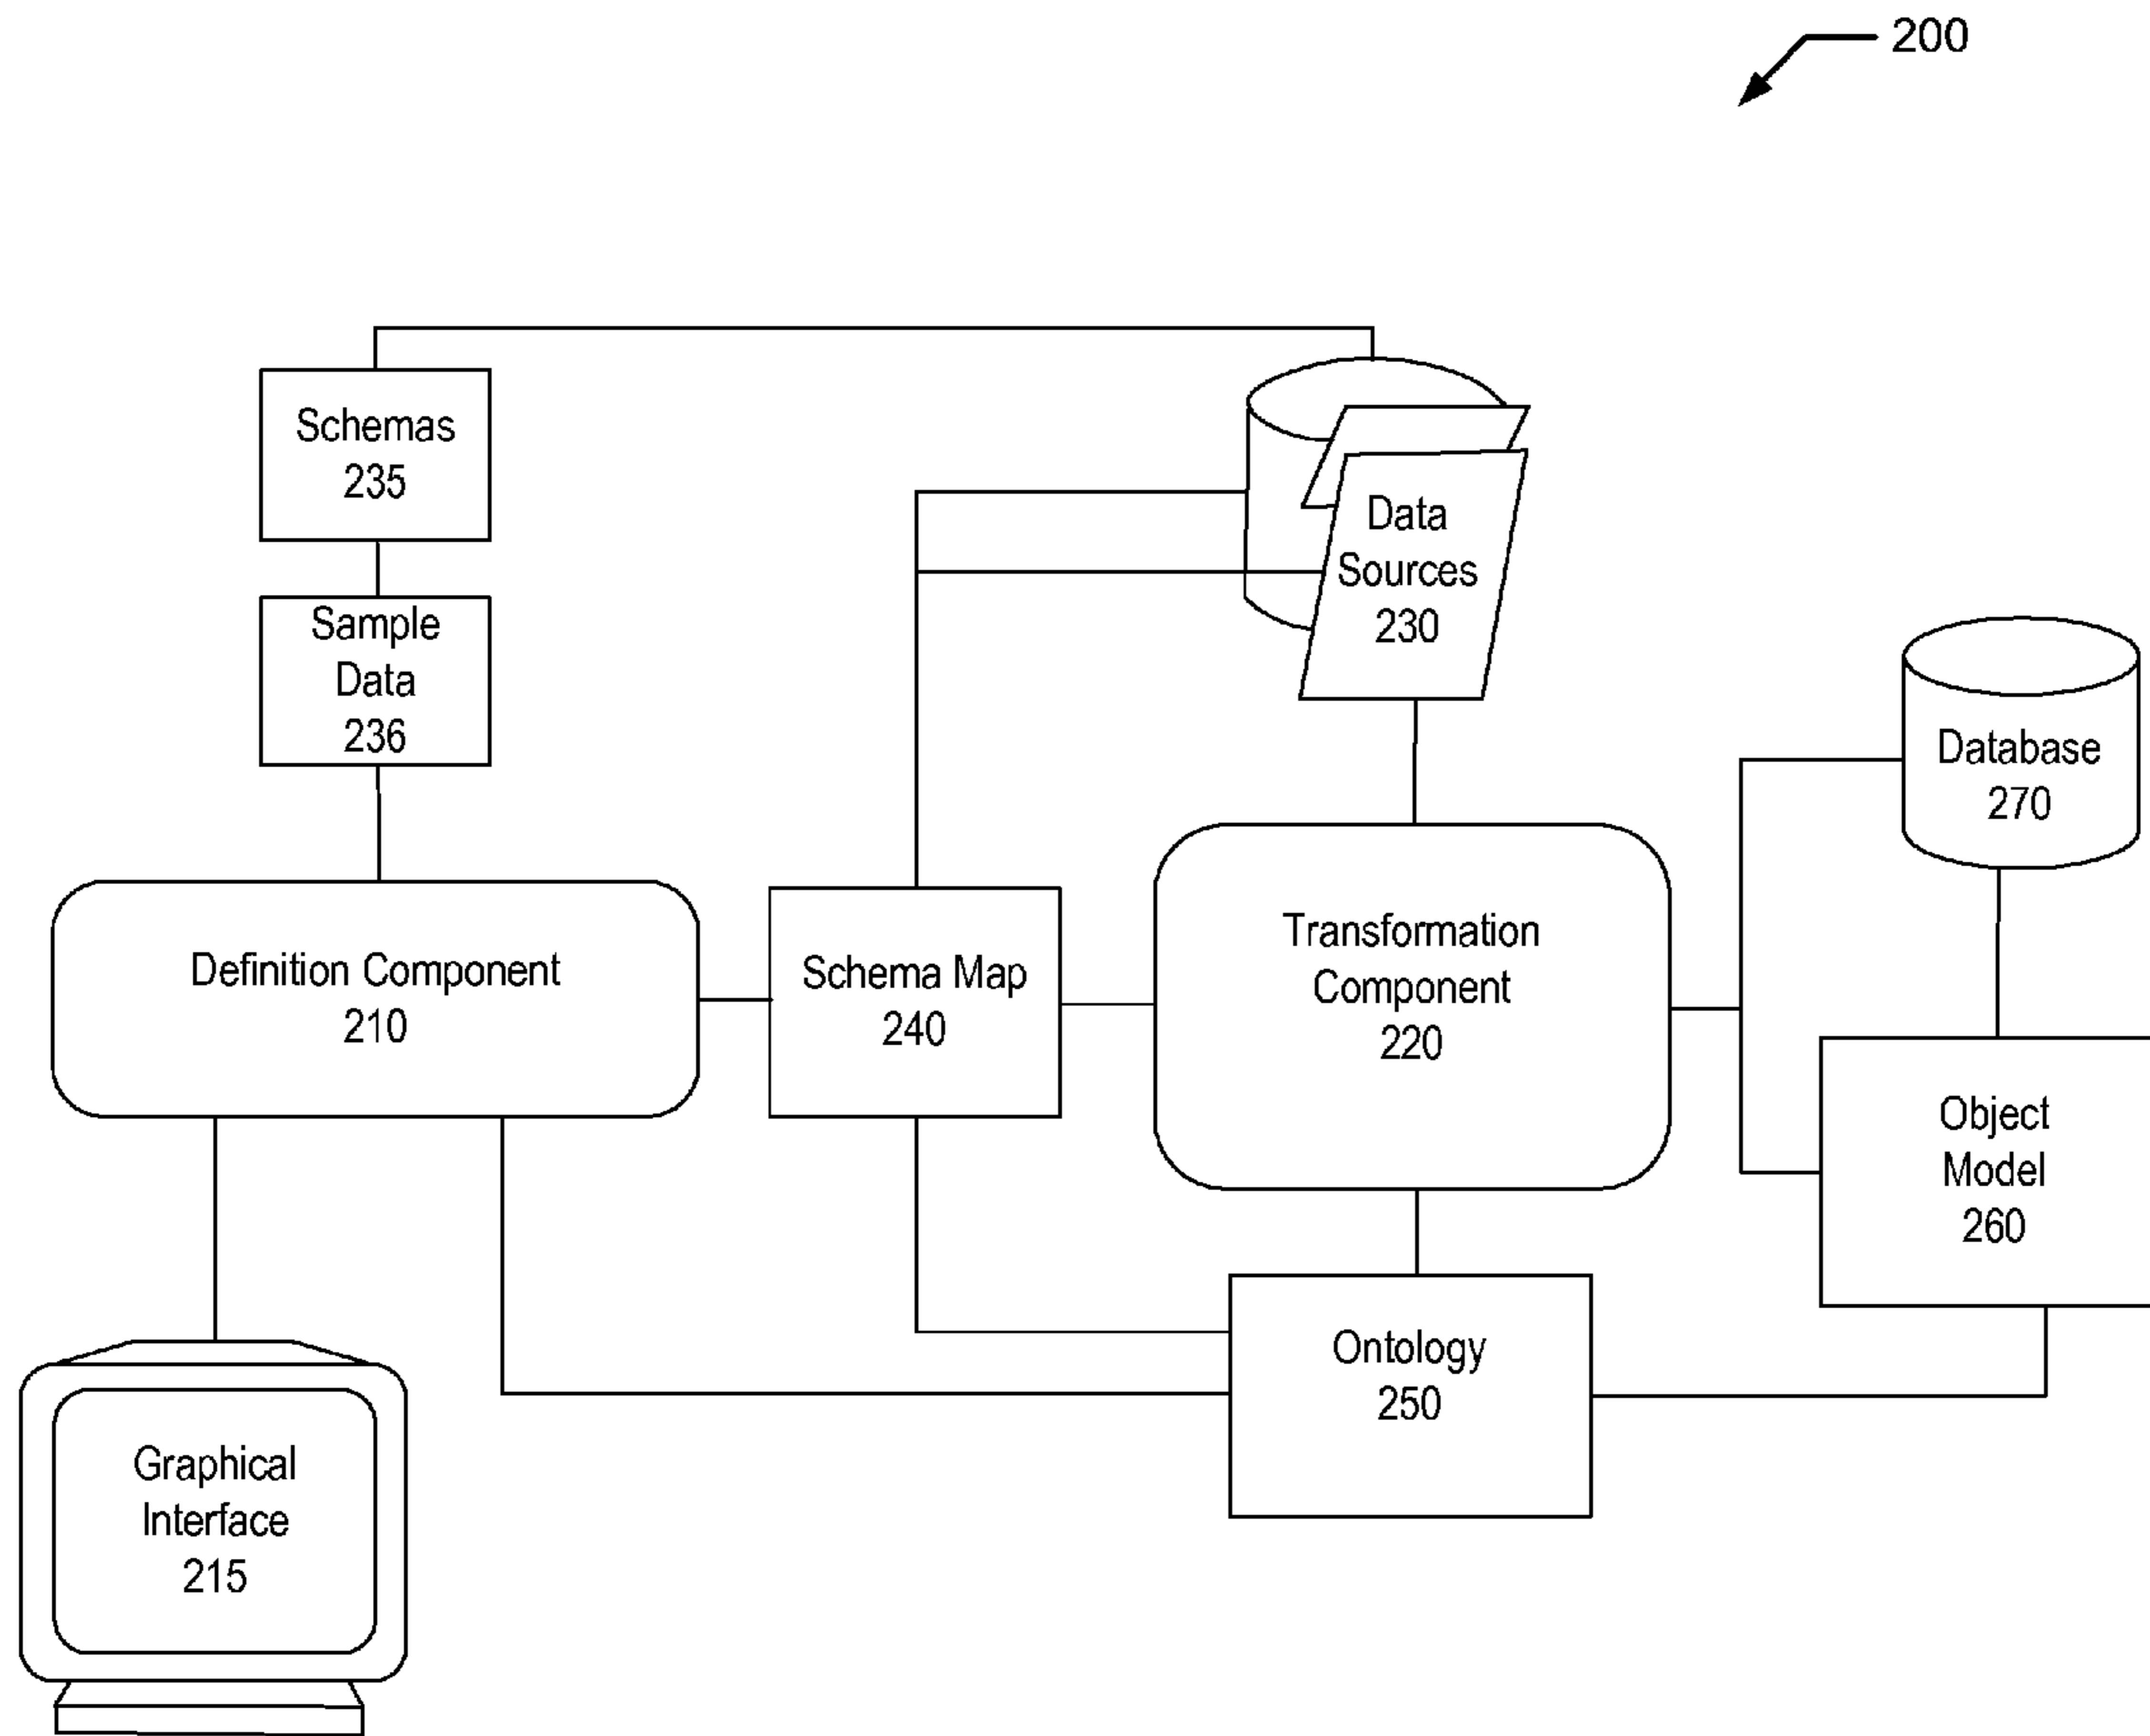 200
Schemas
235
Sample
Data
236
Data
Sources
230
Database
270
Definition Component
210
Schema Map
240
Transformation
Component
220
Object
Model
260
Ontology
250
Graphical
Interface
215